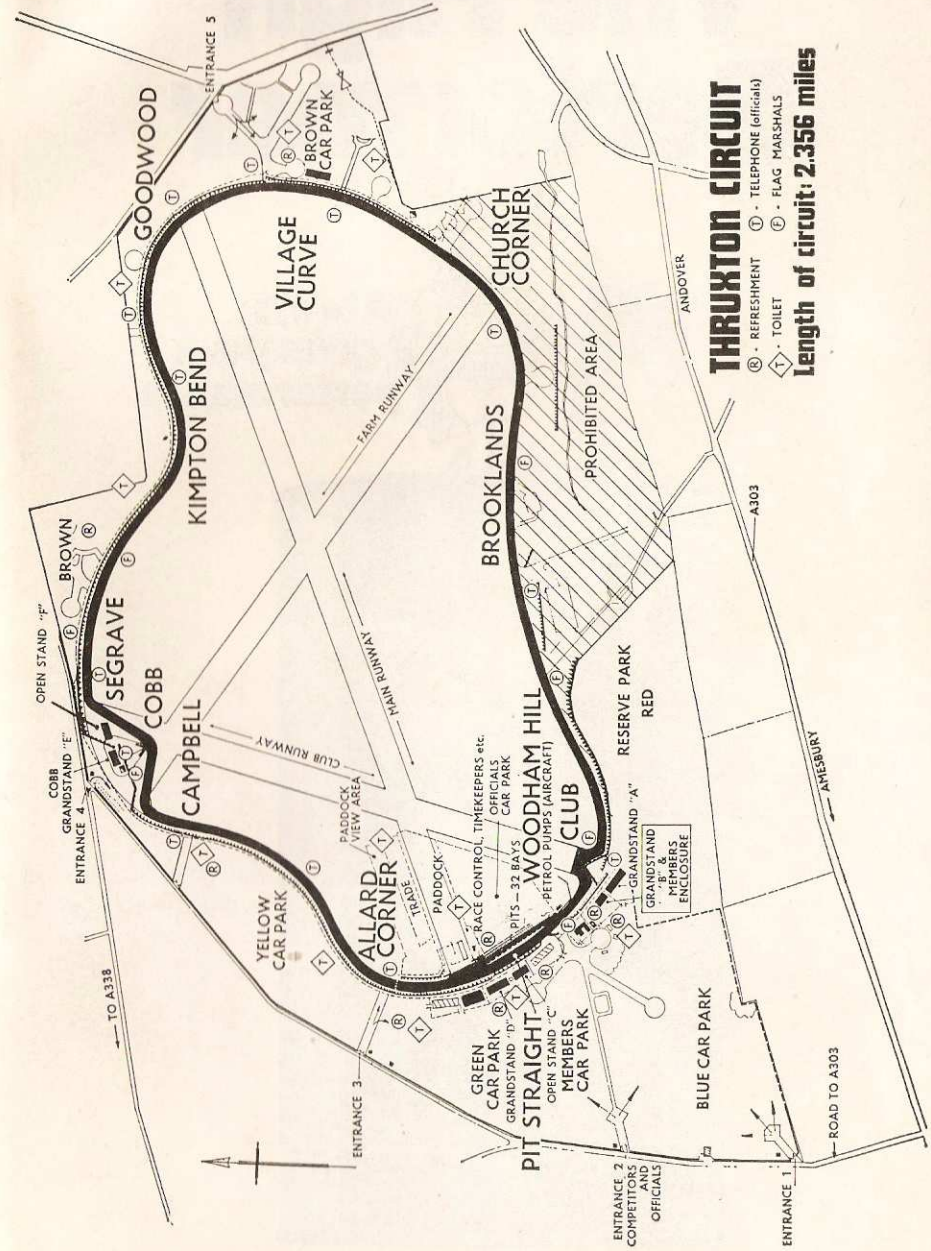 THRUXTON CIRCUIT
R - REFRESHMENT
T - TELEPHONE (officials)
T - TOILET
F - FLAG MARSHALS
Length of circuit: 2.356 miles
ENTRANCE 5
GOODWOOD
T
T
T
T
R
T
BROWN
CAR PARK
T
T
VILLAGE
CURVE
CHURCH
CORNER
T
KIMPTON BEND
T
T
BROWN
R
F
F
OPEN STAND "F"
SEGRAVE
T
COBB
GRANDSTAND "E"
ENTRANCE 4
T
F
COBB
CAMPBELL
T
T
R
TO A338
FARM RUNWAY
MAIN RUNWAY
CLUB RUNWAY
BROOKLANDS
F
T
F
PROHIBITED AREA
ANDOVER
A303
AMESBURY
YELLOW
CAR PARK
T
T
ALLARD
CORNER
T
PADDOCK
VIEW AREA
T
TRADE
PADDOCK
T
R
RACE CONTROL, TIMEKEEPERS etc.
OFFICIALS
CAR PARK
PITS - 32 BAYS
PETROL PUMPS (AIRCRAFT)
WOODHAM HILL
CLUB
F
T
RESERVE PARK
RED
GRANDSTAND "A"
GRANDSTAND
"B" &
MEMBERS
ENCLOSURE
F
R
R
T
ENTRANCE 3
R
T
GREEN
CAR PARK
GRANDSTAND "D"
R
T
R
PIT STRAIGHT
OPEN STAND "C"
MEMBERS
CAR PARK
BLUE CAR PARK
ENTRANCE 2
COMPETITORS
AND
OFFICIALS
ENTRANCE 1
ROAD TO A303